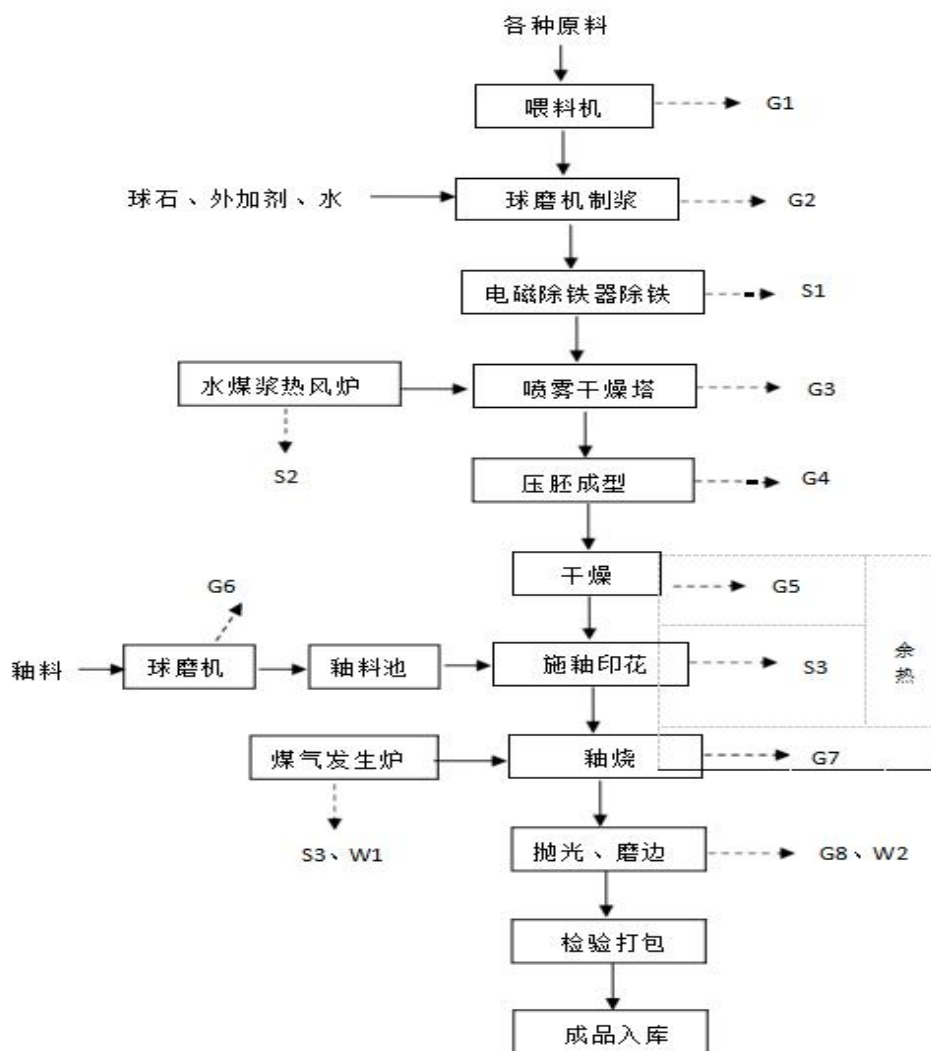 各种原料
喂料机 G1
球石、外加剂、水 球磨机制浆 G2
电磁除铁器除铁 S1
水煤浆热风炉 喷雾干燥塔 G3
S2
压胚成型 G4
干燥 G5
G6
釉料 球磨机 釉料池 施釉印花 S3 余热
煤气发生炉 釉烧 G7
S3、W1
抛光、磨边 G8、W2
检验打包
成品入库